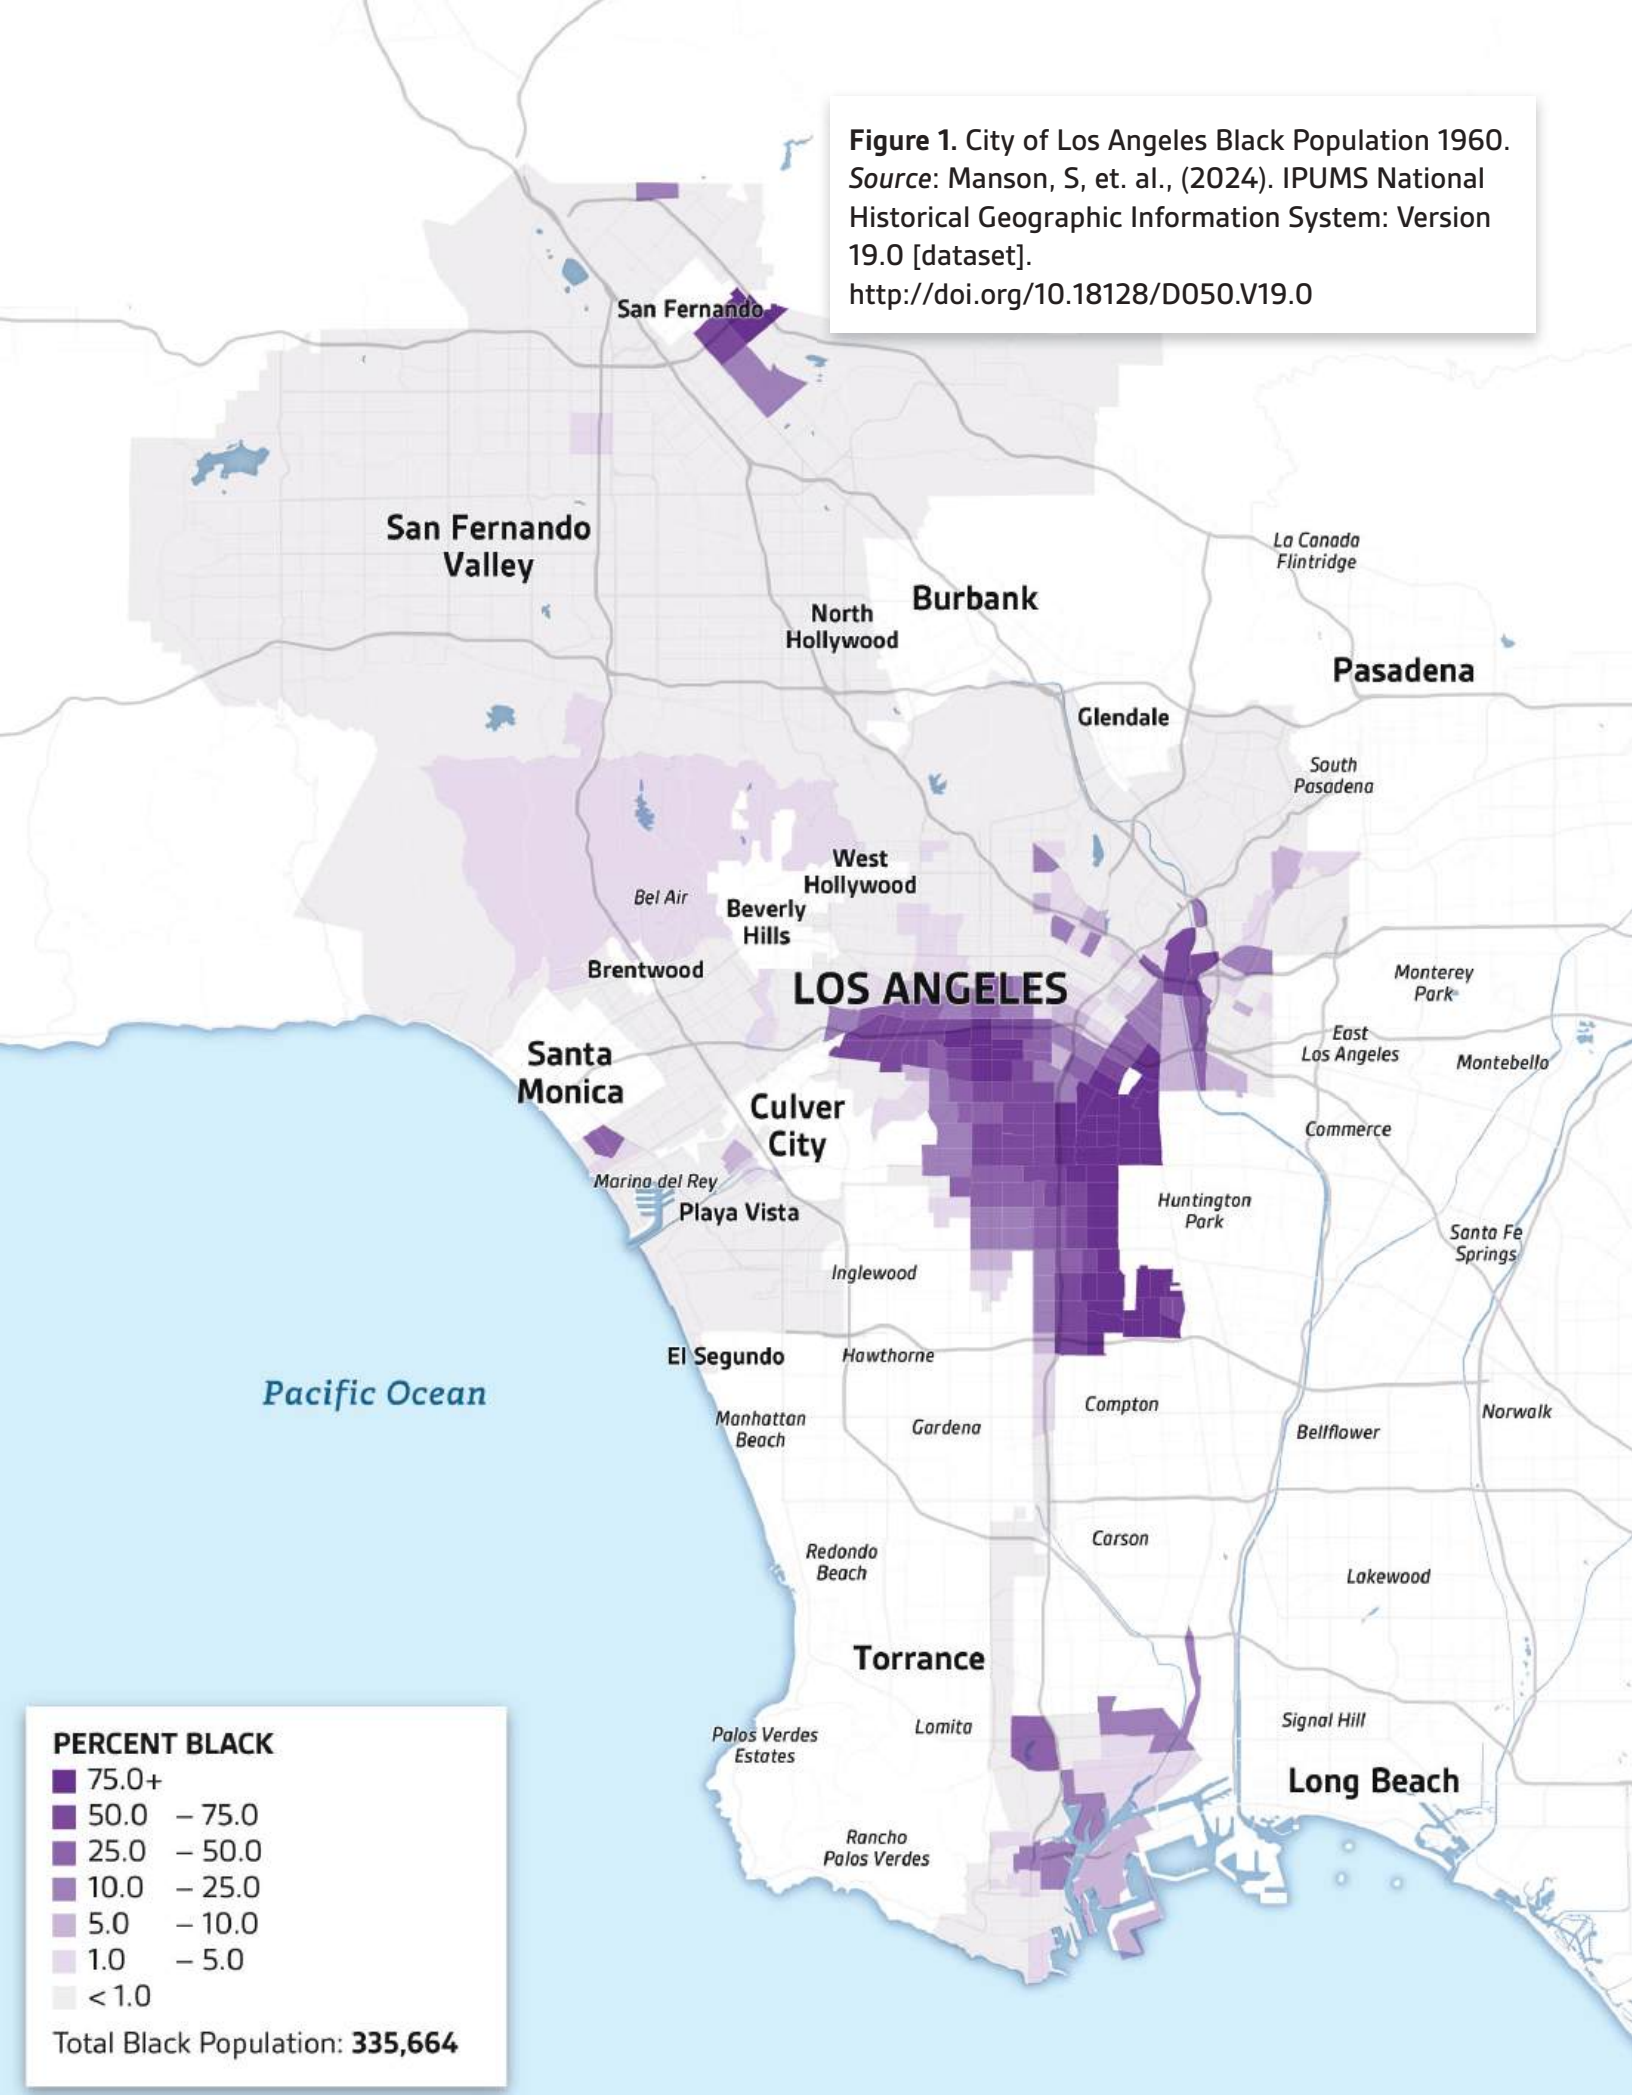 Figure 1. City of Los Angeles Black Population 1960.
Source: Manson, S, et. al., (2024). IPUMS National
Historical Geographic Information System: Version
19.0 [dataset].
http://doi.org/10.18128/D050.V19.0
San Fernando
San Fernando
Valley
La Canada
Flintridge
Burbank
North
Hollywood
Pasadena
Glendale
South
Pasadena
West
Hollywood
Bel Air
Beverly
Hills
Brentwood
LOS ANGELES
Monterey
Park
East
Los Angeles
Montebello
Santa
Monica
Culver
City
Commerce
Marina del Rey
Playa Vista
Huntington
Park
Santa Fe
Springs
Inglewood
El Segundo
Hawthorne
Pacific Ocean
Compton
Norwalk
Manhattan
Beach
Gardena
Bellflower
Carson
Redondo
Beach
Lakewood
Torrance
Signal Hill
Lomita
Palos Verdes
Estates
Long Beach
Rancho
Palos Verdes
PERCENT BLACK
75.0+
50.0 – 75.0
25.0 – 50.0
10.0 – 25.0
5.0 – 10.0
1.0 – 5.0
< 1.0
Total Black Population: 335,664